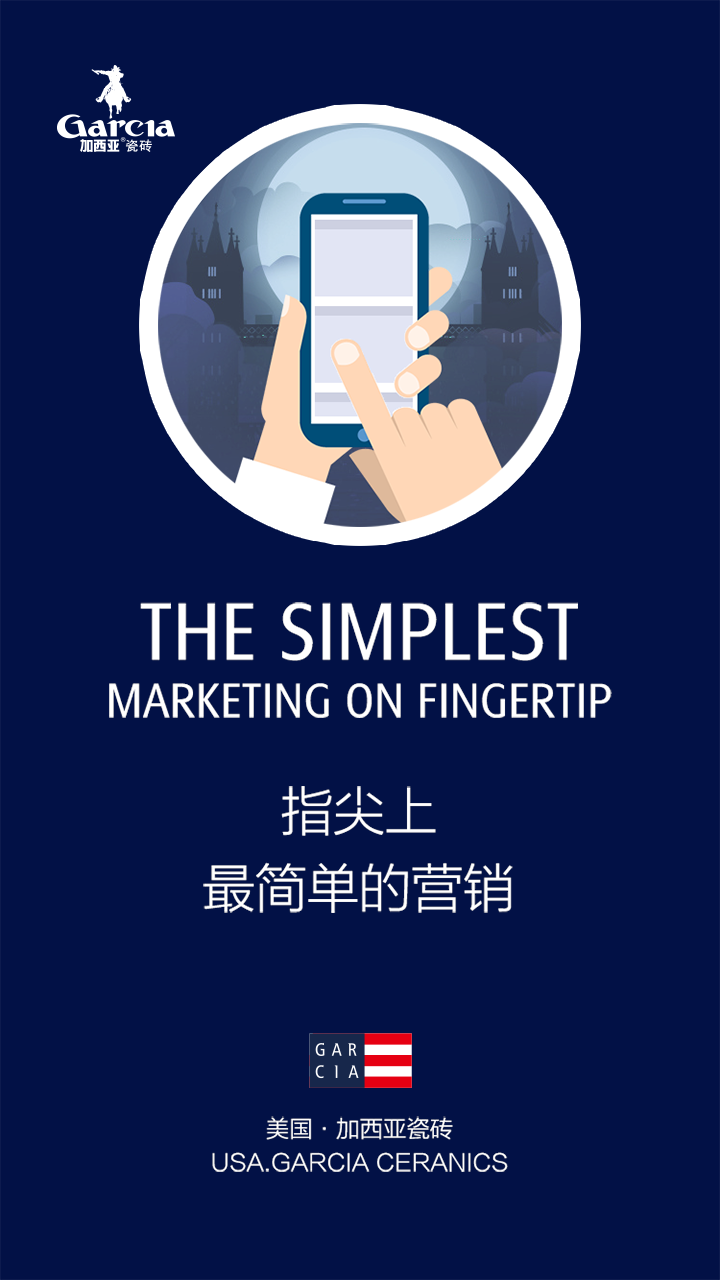 Garcia
加西亚®瓷砖
THE SIMPLEST
MARKETING ON FINGERTIP
指尖上
最简单的营销
GAR
CIA
美国·加西亚瓷砖
USA.GARCIA CERANICS